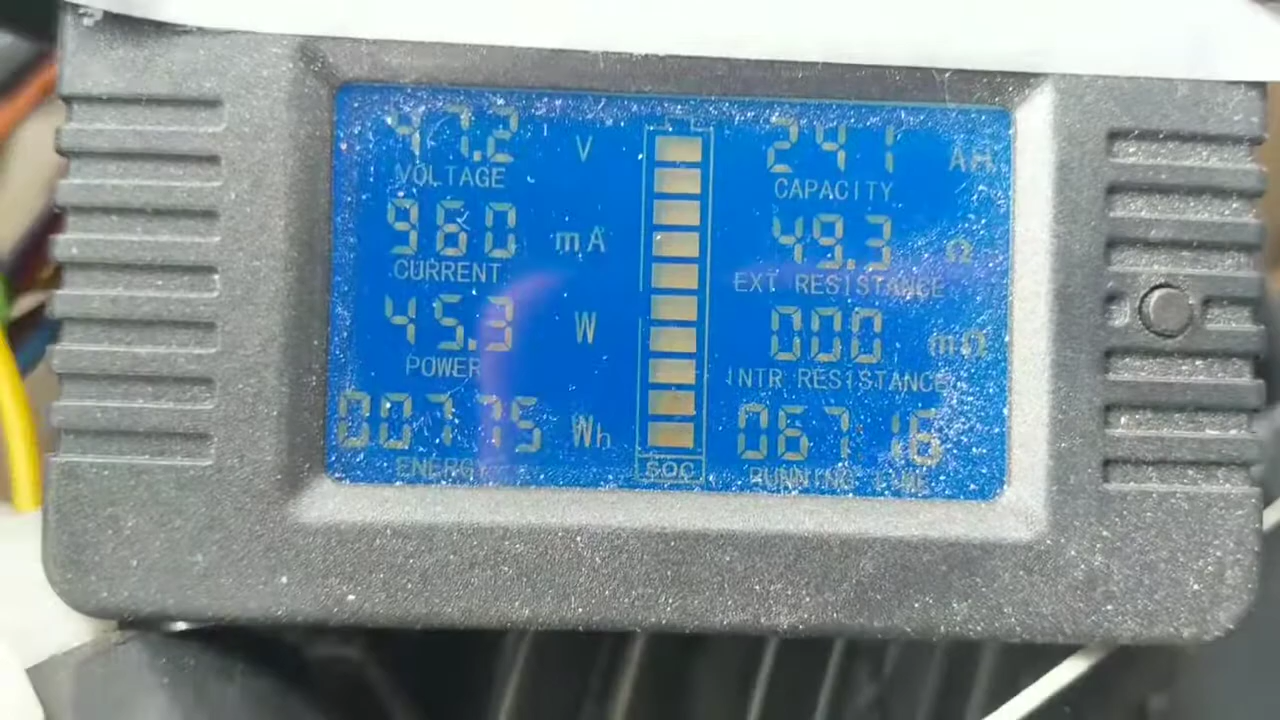 47.2 V
VOLTAGE
960 mA
CURRENT
45.3 W
POWER
00775 Wh
ENERGY
SOC
241 AH
CAPACITY
49.3 Ω
EXT RESISTANCE
000 mΩ
INTR RESISTANCE
067:16
RUNNING TIME